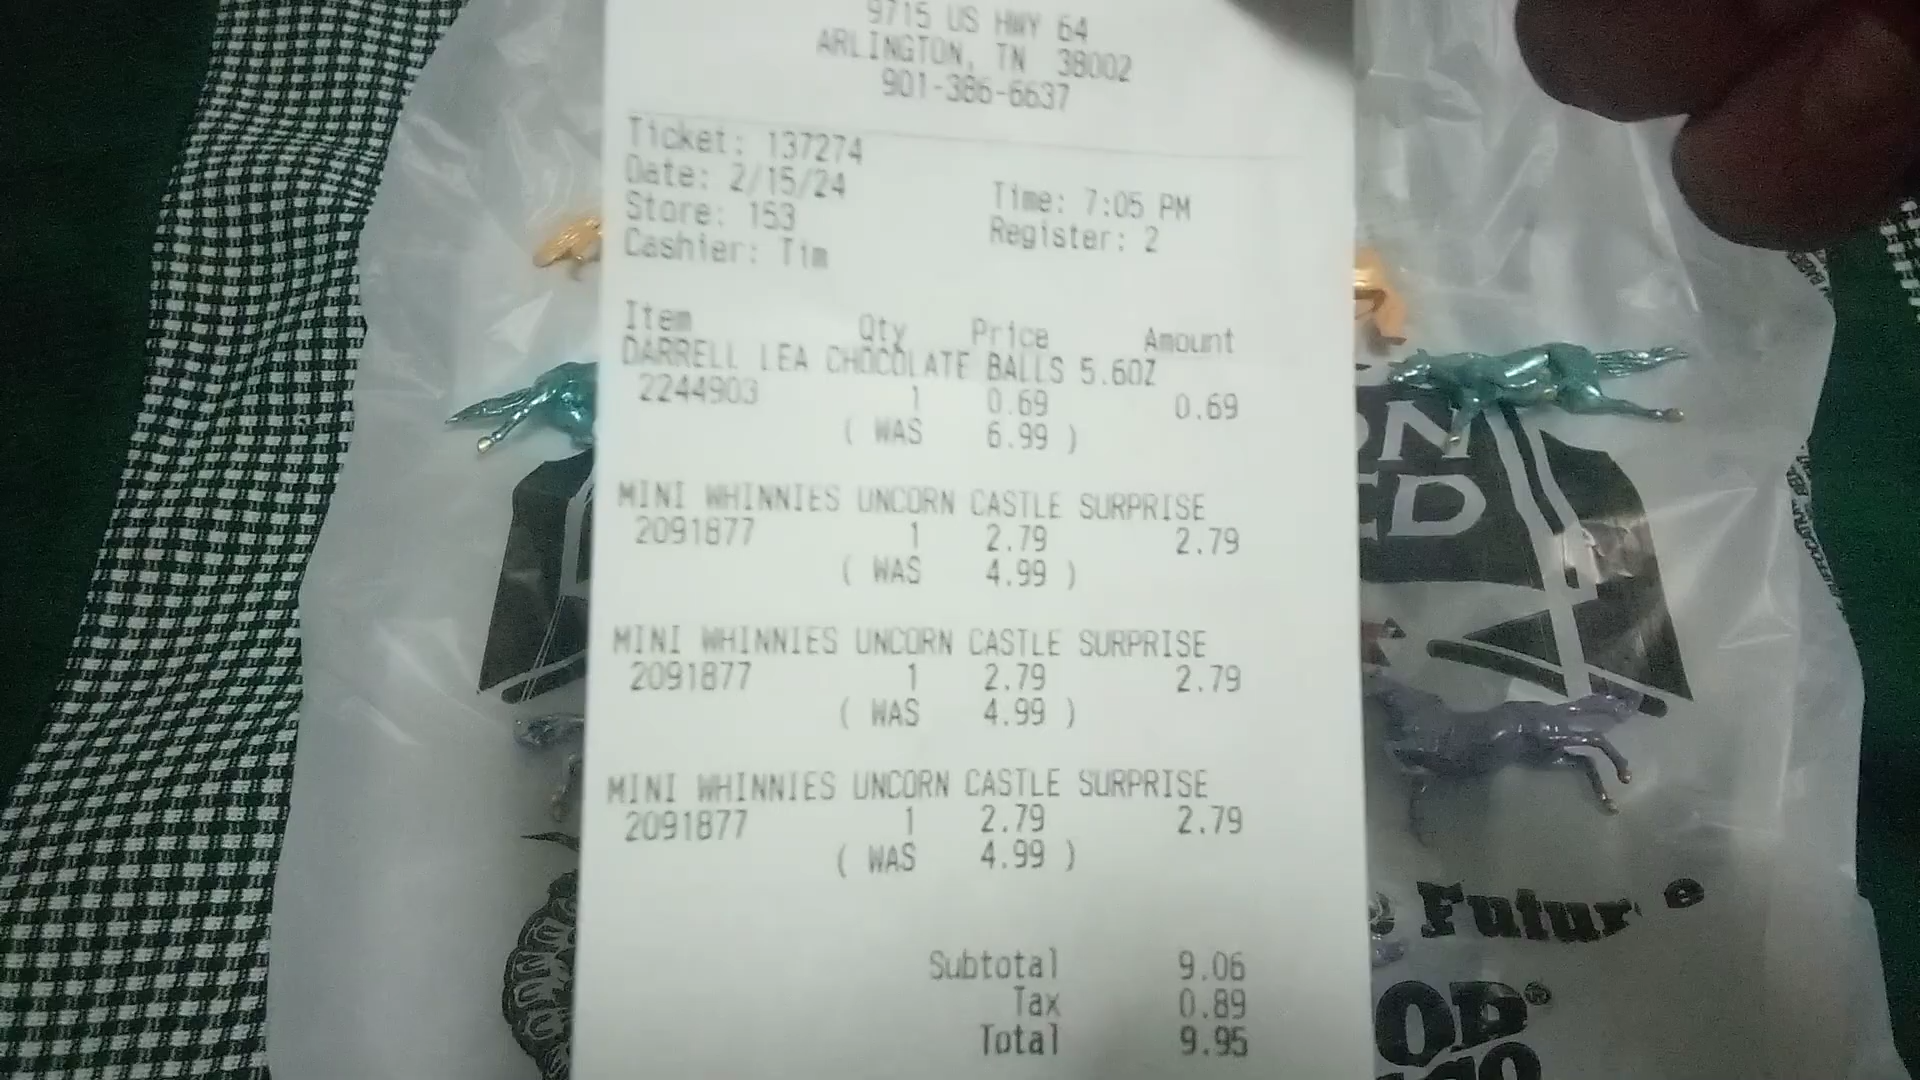 9715 US HWY 64
ARLINGTON, TN 38002
901-386-6637
Ticket: 137274
Date: 2/15/24 Time: 7:05 PM
Store: 153 Register: 2
Cashier: Tim
Item Qty Price Amount
DARRELL LEA CHOCOLATE BALLS 5.6OZ
2244903 1 0.69 0.69
( WAS 6.99 )
MINI WHINNIES UNCORN CASTLE SURPRISE
2091877 1 2.79 2.79
( WAS 4.99 )
MINI WHINNIES UNCORN CASTLE SURPRISE
2091877 1 2.79 2.79
( WAS 4.99 )
MINI WHINNIES UNCORN CASTLE SURPRISE
2091877 1 2.79 2.79
( WAS 4.99 )
Subtotal 9.06
Tax 0.89
Total 9.95
Future